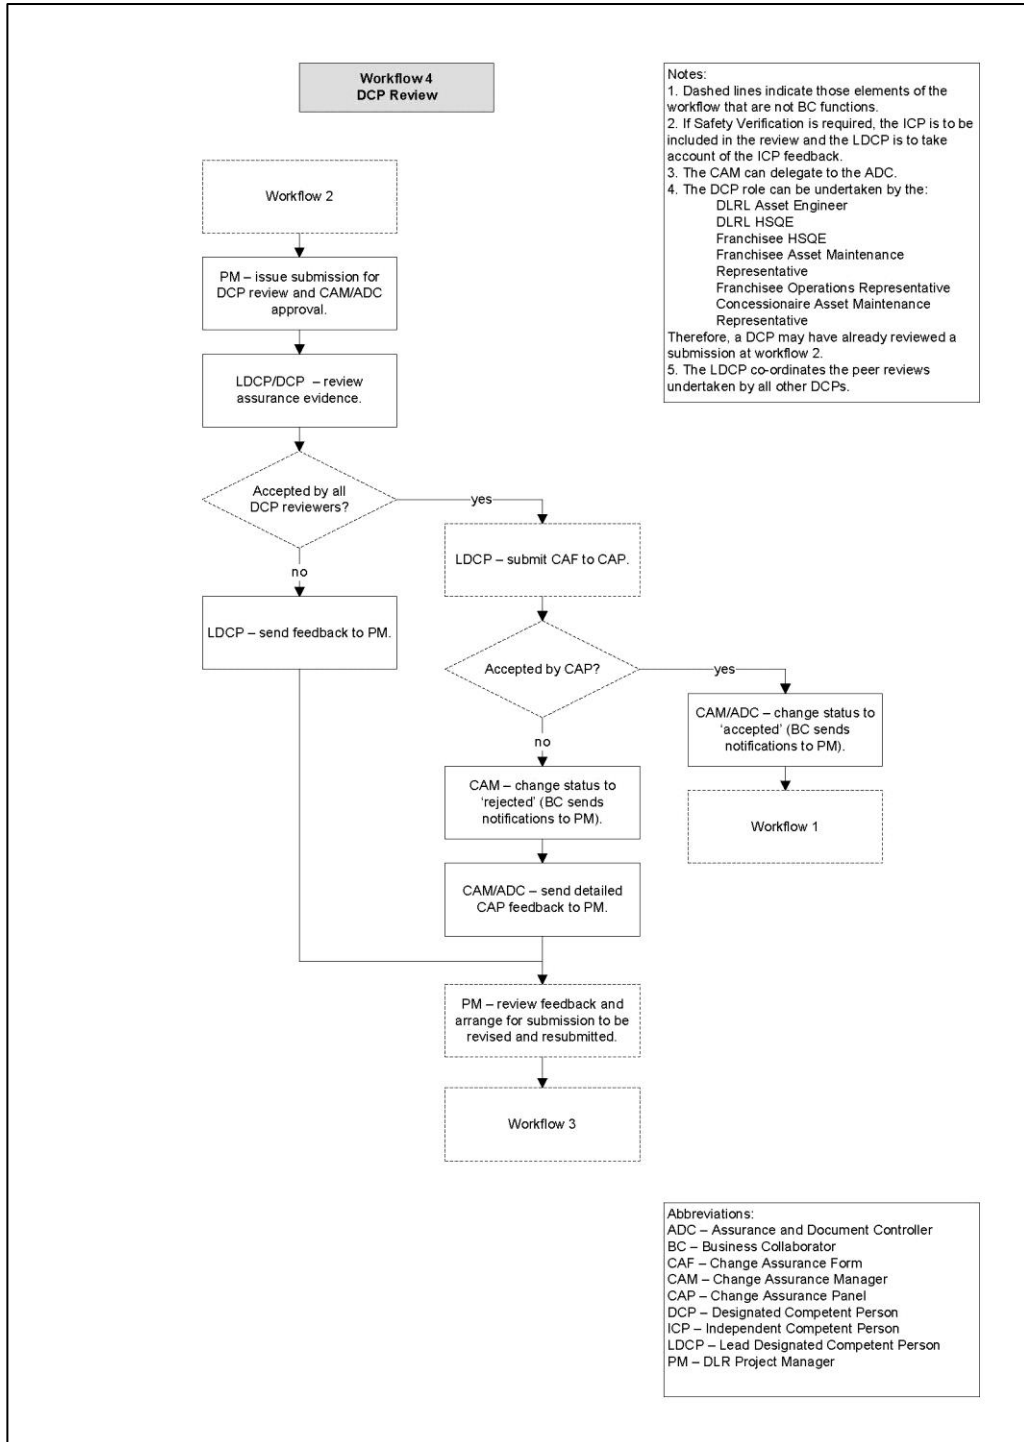 Workflow 4
DCP Review
Notes:
1. Dashed lines indicate those elements of the
workflow that are not BC functions.
2. If Safety Verification is required, the ICP is to be
included in the review and the LDCP is to take
account of the ICP feedback.
3. The CAM can delegate to the ADC.
4. The DCP role can be undertaken by the:
DLRL Asset Engineer
DLRL HSQE
Franchisee HSQE
Franchisee Asset Maintenance
Representative
Franchisee Operations Representative
Concessionaire Asset Maintenance
Representative
Therefore, a DCP may have already reviewed a
submission at workflow 2.
5. The LDCP co-ordinates the peer reviews
undertaken by all other DCPs.
Workflow 2
PM – issue submission for
DCP review and CAM/ADC
approval.
LDCP/DCP – review
assurance evidence.
Accepted by all
DCP reviewers?
yes
no
LDCP – submit CAF to CAP.
LDCP – send feedback to PM.
Accepted by CAP?
yes
no
CAM/ADC – change status to
‘accepted’ (BC sends
notifications to PM).
CAM – change status to
‘rejected’ (BC sends
notifications to PM).
Workflow 1
CAM/ADC – send detailed
CAP feedback to PM.
PM – review feedback and
arrange for submission to be
revised and resubmitted.
Workflow 3
Abbreviations:
ADC – Assurance and Document Controller
BC – Business Collaborator
CAF – Change Assurance Form
CAM – Change Assurance Manager
CAP – Change Assurance Panel
DCP – Designated Competent Person
ICP – Independent Competent Person
LDCP – Lead Designated Competent Person
PM – DLR Project Manager